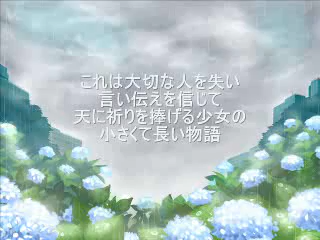 これは大切な人を失い
言い伝えを信じて
天に祈りを捧げる少女の
小さくて長い物語